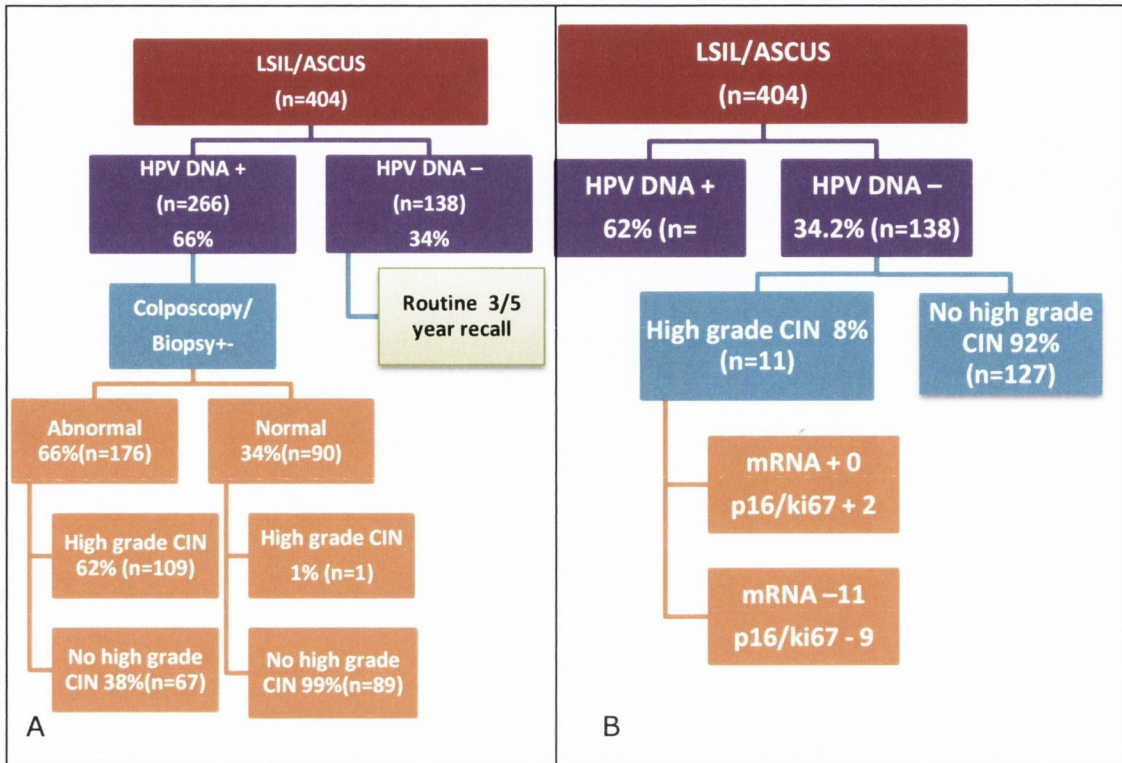 LSIL/ASCUS
(n=404)
HPV DNA +
(n=266)
66%
HPV DNA –
(n=138)
34%
Colposcopy/
Biopsy+-
Routine 3/5
year recall
Abnormal
66%(n=176)
Normal
34%(n=90)
High grade CIN
62% (n=109)
High grade CIN
1% (n=1)
No high grade
CIN 38%(n=67)
No high grade
CIN 99%(n=89)
A
LSIL/ASCUS
(n=404)
HPV DNA +
62% (n=
HPV DNA –
34.2% (n=138)
High grade CIN 8%
(n=11)
No high grade
CIN 92%
(n=127)
mRNA + 0
p16/ki67 + 2
mRNA –11
p16/ki67 - 9
B